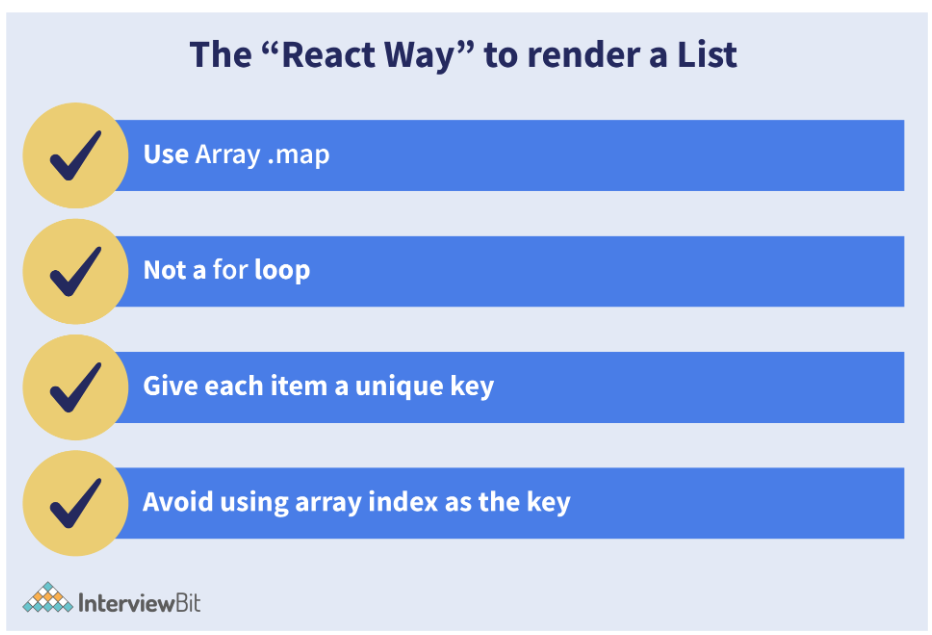 The “React Way” to render a List
Use Array .map
Not a for loop
Give each item a unique key
Avoid using array index as the key
InterviewBit